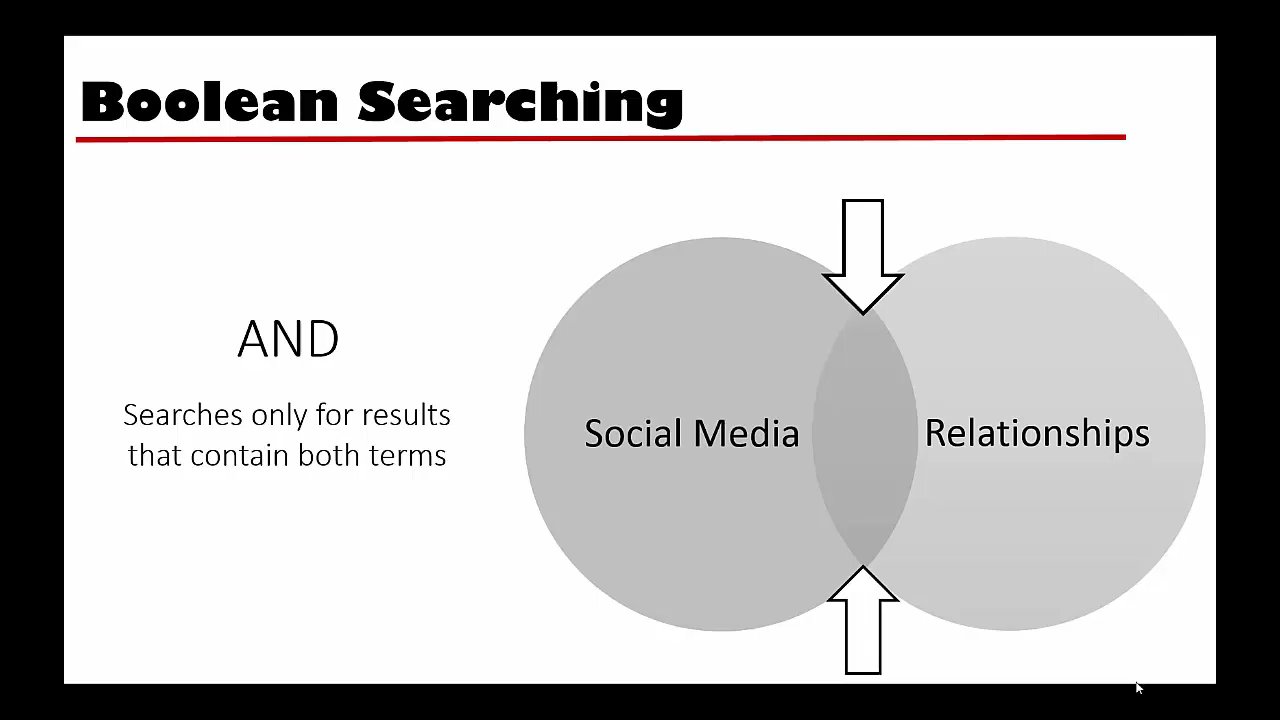 Boolean Searching
AND
Searches only for results
that contain both terms
Social Media
Relationships